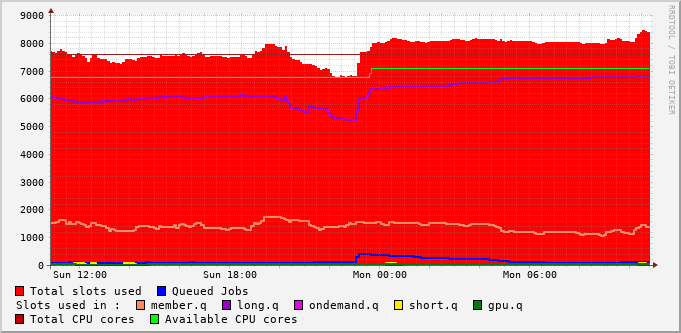 9000
8000
7000
6000
5000
4000
3000
2000
1000
0
Sun 12:00 Sun 18:00 Mon 00:00 Mon 06:00
Total slots used Queued Jobs
Slots used in : member.q long.q ondemand.q short.q gpu.q
Total CPU cores Available CPU cores
RRDTOOL / TOBI OETIKER